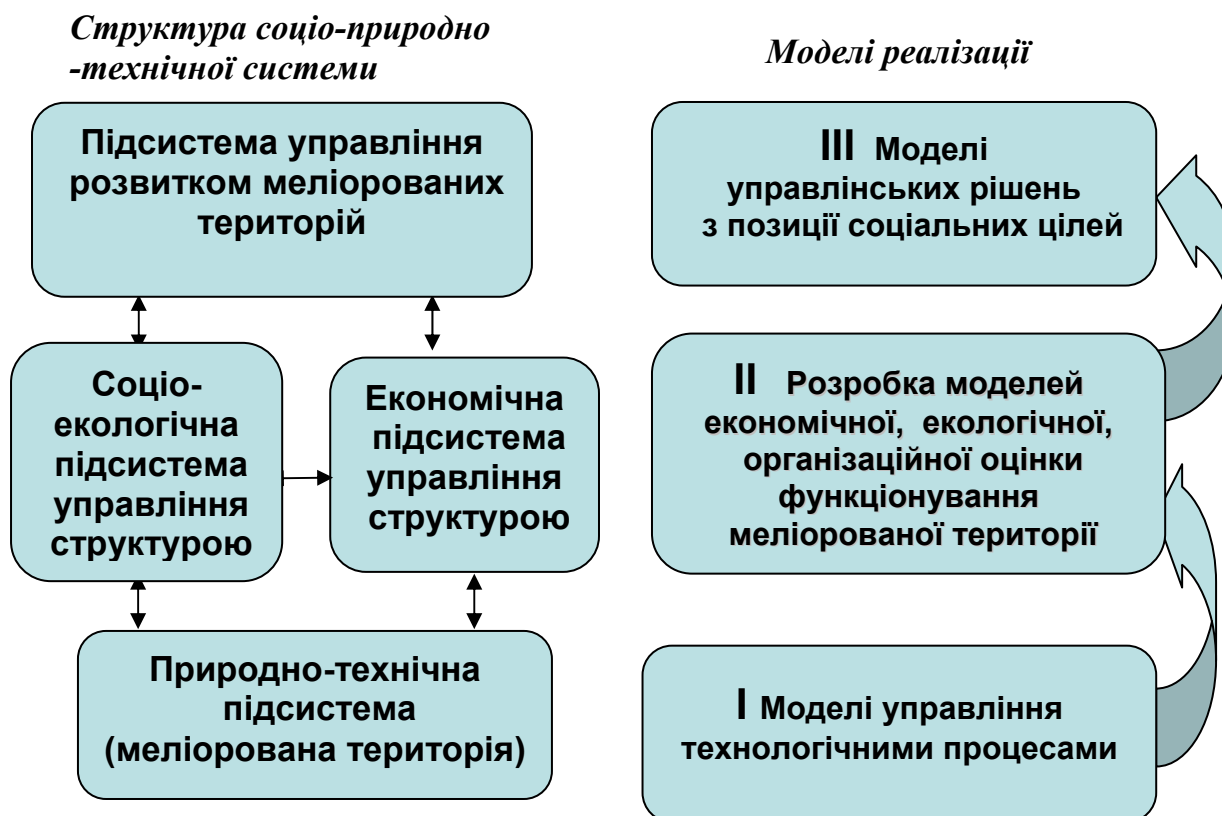 Структура соціо-природно
-технічної системи
Моделі реалізації
Підсистема управління
розвитком меліорованих
територій
III Моделі
управлінських рішень
з позиції соціальних цілей
Соціо-
екологічна
підсистема
управління
структурою
Економічна
підсистема
управління
структурою
II Розробка моделей
економічної, екологічної,
організаційної оцінки
функціонування
меліорованої території
Природно-технічна
підсистема
(меліорована територія)
I Моделі управління
технологічними процесами